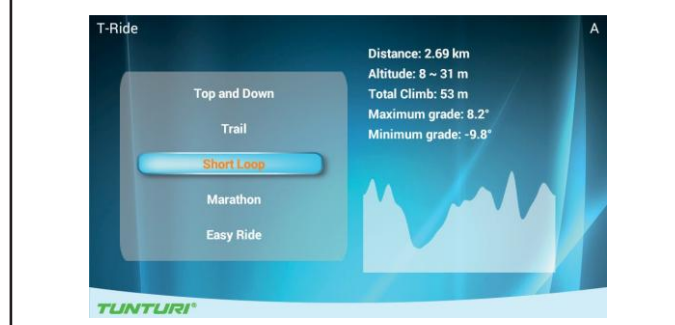 T-Ride
A
Top and Down
Trail
Short Loop
Marathon
Easy Ride
Distance: 2.69 km
Altitude: 8 ~ 31 m
Total Climb: 53 m
Maximum grade: 8.2°
Minimum grade: -9.8°
TUNTURI®